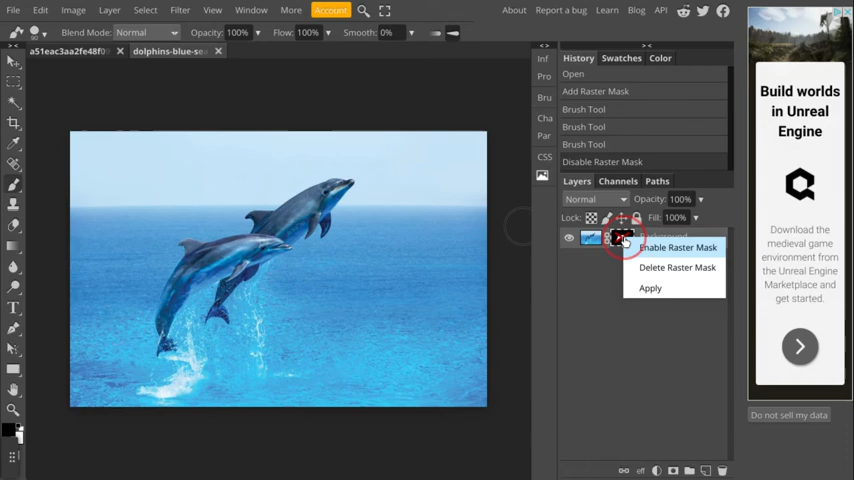 File Edit Image Layer Select Filter View Window More Account
About Report a bug Learn Blog API
Blend Mode: Normal Opacity: 100% Flow: 100% Smooth: 0%
a51eac3aa2fe48f0 dolphins-blue-sea
Inf
Pro
Bru
Cha
Par
CSS
History Swatches Color
Open
Add Raster Mask
Brush Tool
Brush Tool
Brush Tool
Disable Raster Mask
Layers Channels Paths
Normal Opacity: 100%
Lock: Fill: 100%
Background
Enable Raster Mask
Delete Raster Mask
Apply
eff
Build worlds
in Unreal
Engine
Download the
medieval game
environment
from the Unreal
Engine
Marketplace and
get started.
Do not sell my data